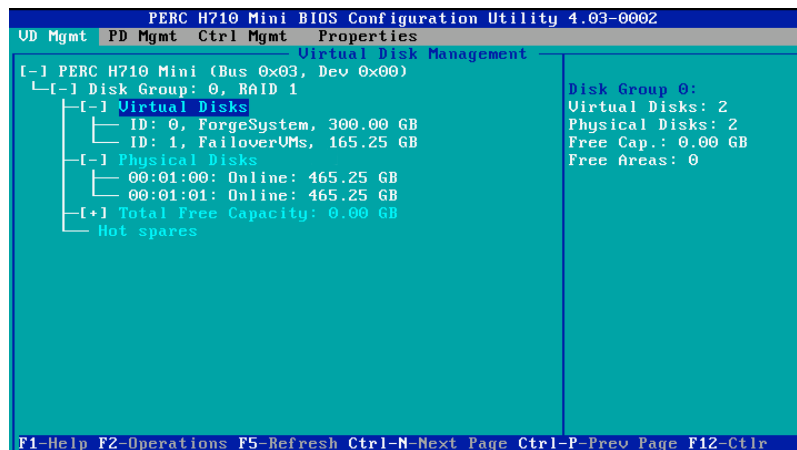 PERC H710 Mini BIOS Configuration Utility 4.03-0002
VD Mgmt PD Mgmt Ctrl Mgmt Properties
Virtual Disk Management
[-] PERC H710 Mini (Bus 0x03, Dev 0x00)
[-] Disk Group: 0, RAID 1
[-] Virtual Disks
ID: 0, ForgeSystem, 300.00 GB
ID: 1, FailoverVMs, 165.25 GB
[-] Physical Disks
00:01:00: Online: 465.25 GB
00:01:01: Online: 465.25 GB
[+] Total Free Capacity: 0.00 GB
Hot spares
Disk Group 0:
Virtual Disks: 2
Physical Disks: 2
Free Cap.: 0.00 GB
Free Areas: 0
F1-Help F2-Operations F5-Refresh Ctrl-N-Next Page Ctrl-P-Prev Page F12-Ctlr